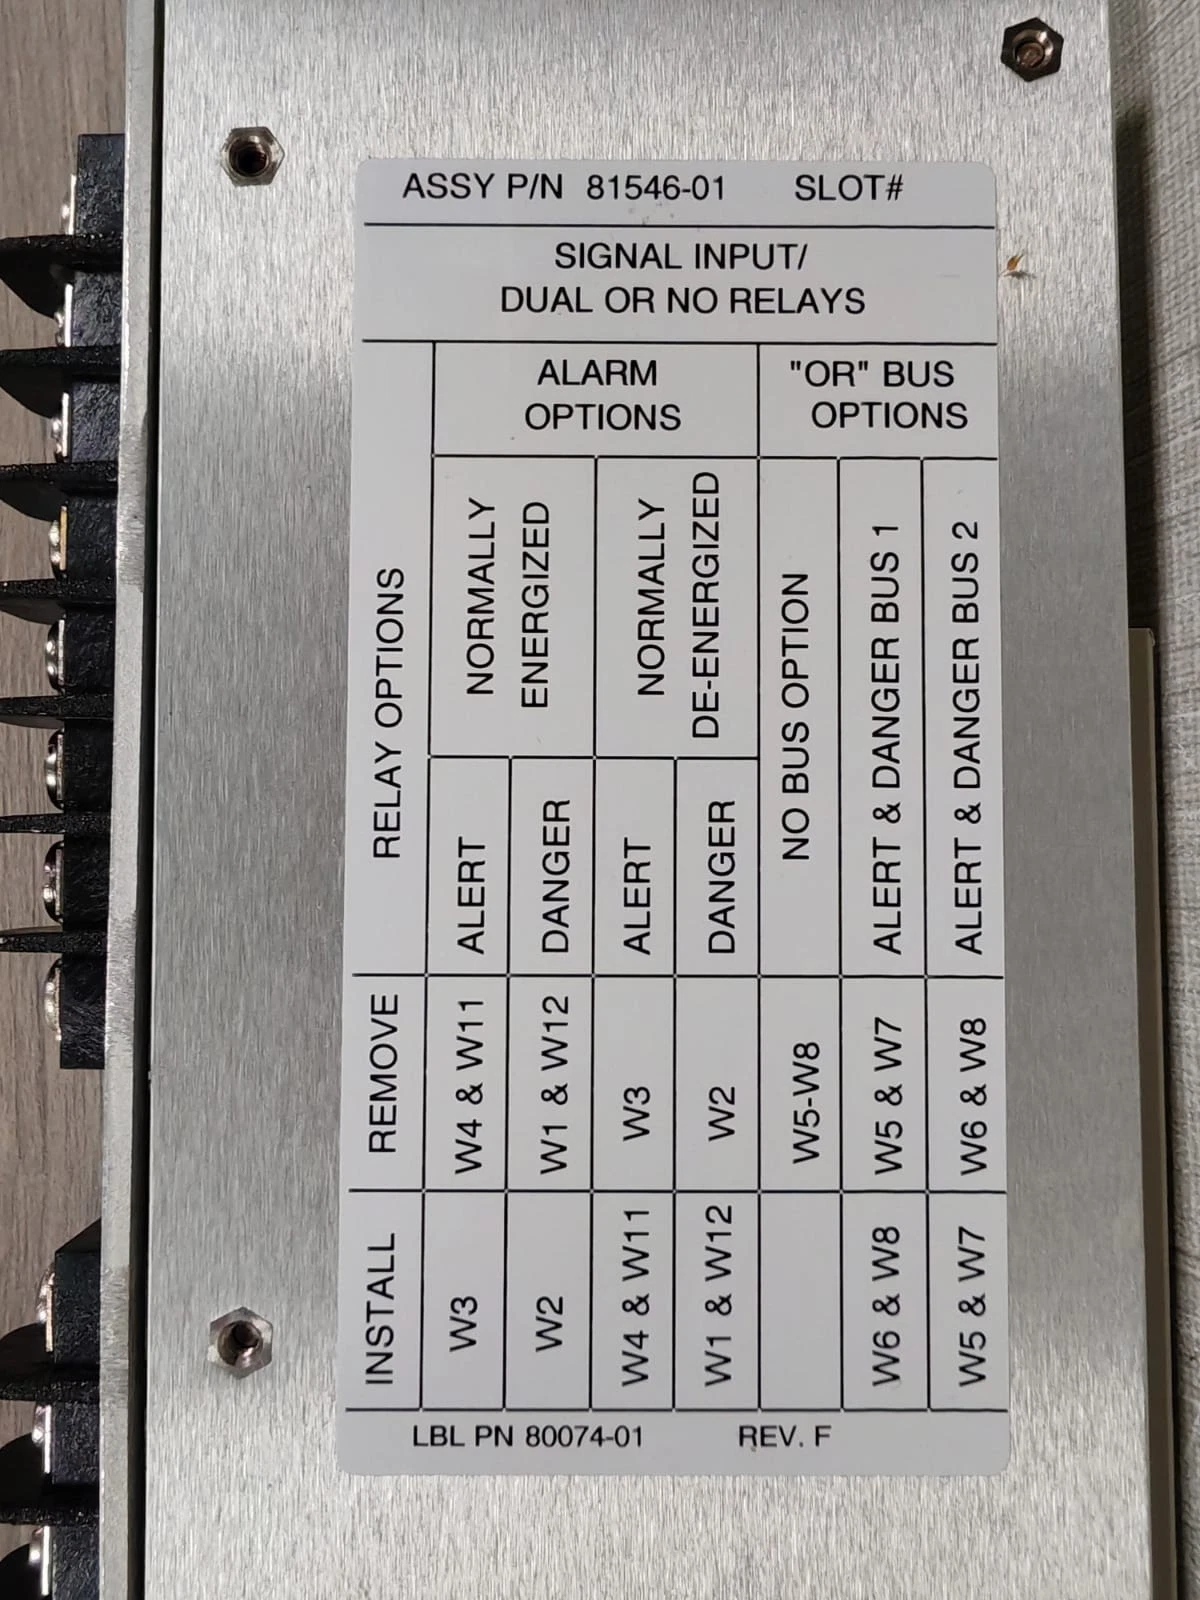 ASSY P/N 81546-01 SLOT#
SIGNAL INPUT/
DUAL OR NO RELAYS
RELAY OPTIONS
REMOVE
INSTALL
ALARM
OPTIONS
NORMALLY
ENERGIZED
ALERT
W4 & W11
W3
DANGER
W1 & W12
W2
NORMALLY
DE-ENERGIZED
ALERT
W3
W4 & W11
DANGER
W2
W1 & W12
"OR" BUS
OPTIONS
NO BUS OPTION
W5-W8
ALERT & DANGER BUS 1
W5 & W7
W6 & W8
ALERT & DANGER BUS 2
W6 & W8
W5 & W7
LBL PN 80074-01 REV. F